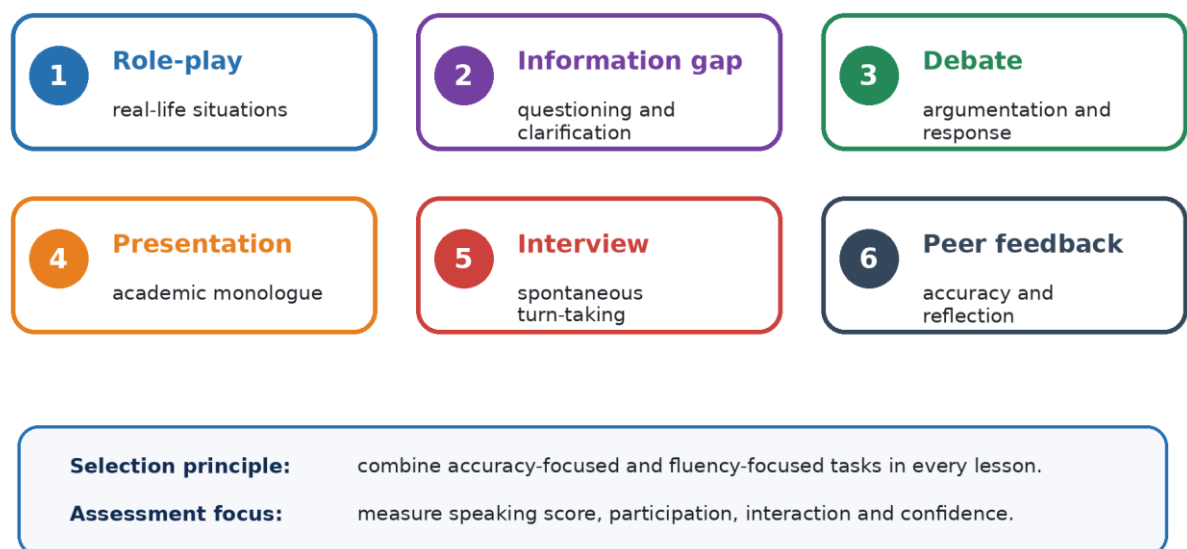 1
Role-play
real-life situations
2
Information gap
questioning and
clarification
3
Debate
argumentation and
response
4
Presentation
academic monologue
5
Interview
spontaneous
turn-taking
6
Peer feedback
accuracy and
reflection
Selection principle: combine accuracy-focused and fluency-focused tasks in every lesson.
Assessment focus: measure speaking score, participation, interaction and confidence.